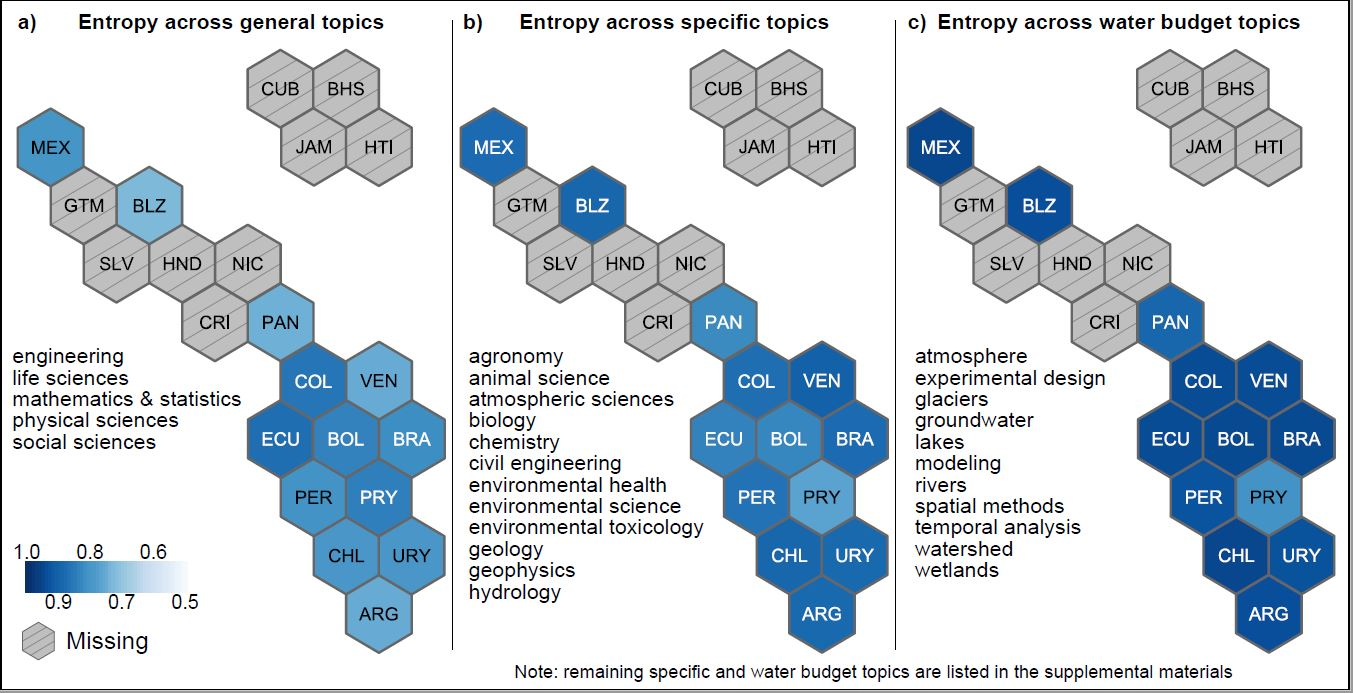 a) Entropy across general topics
CUB BHS
MEX JAM HTI
GTM BLZ
SLV HND NIC
CRI PAN
engineering
life sciences
mathematics & statistics
physical sciences
social sciences
COL VEN
ECU BOL BRA
PER PRY
CHL URY
ARG
1.0 0.8 0.6
0.9 0.7 0.5
Missing
b) Entropy across specific topics
CUB BHS
MEX JAM HTI
GTM BLZ
SLV HND NIC
CRI PAN
agronomy
animal science
atmospheric sciences
biology
chemistry
civil engineering
environmental health
environmental science
environmental toxicology
geology
geophysics
hydrology
COL VEN
ECU BOL BRA
PER PRY
CHL URY
ARG
c) Entropy across water budget topics
CUB BHS
MEX JAM HTI
GTM BLZ
SLV HND NIC
CRI PAN
atmosphere
experimental design
glaciers
groundwater
lakes
modeling
rivers
spatial methods
temporal analysis
watershed
wetlands
COL VEN
ECU BOL BRA
PER PRY
CHL URY
ARG
Note: remaining specific and water budget topics are listed in the supplemental materials